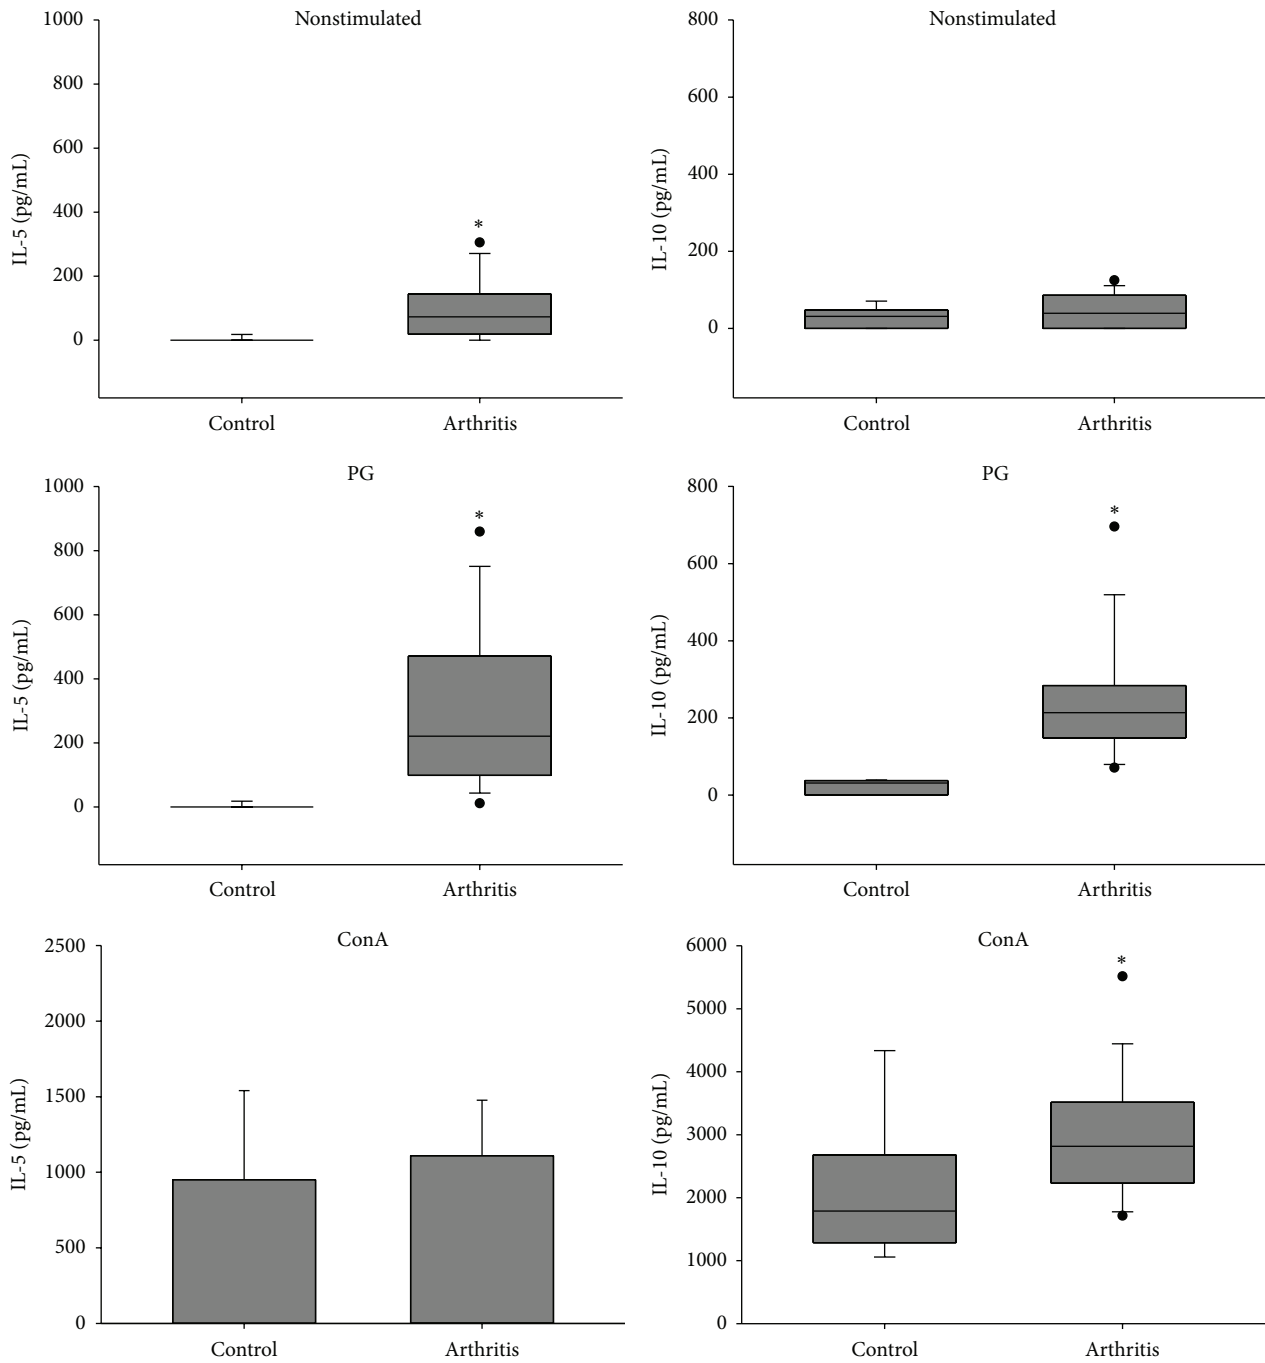 Nonstimulated
1000
800
600
400
200
0
IL-5 (pg/mL)
*
Control
Arthritis
Nonstimulated
800
600
400
200
0
IL-10 (pg/mL)
Control
Arthritis
PG
1000
800
600
400
200
0
IL-5 (pg/mL)
*
Control
Arthritis
PG
800
600
400
200
0
IL-10 (pg/mL)
*
Control
Arthritis
ConA
2500
2000
1500
1000
500
0
IL-5 (pg/mL)
Control
Arthritis
ConA
6000
5000
4000
3000
2000
1000
0
IL-10 (pg/mL)
*
Control
Arthritis